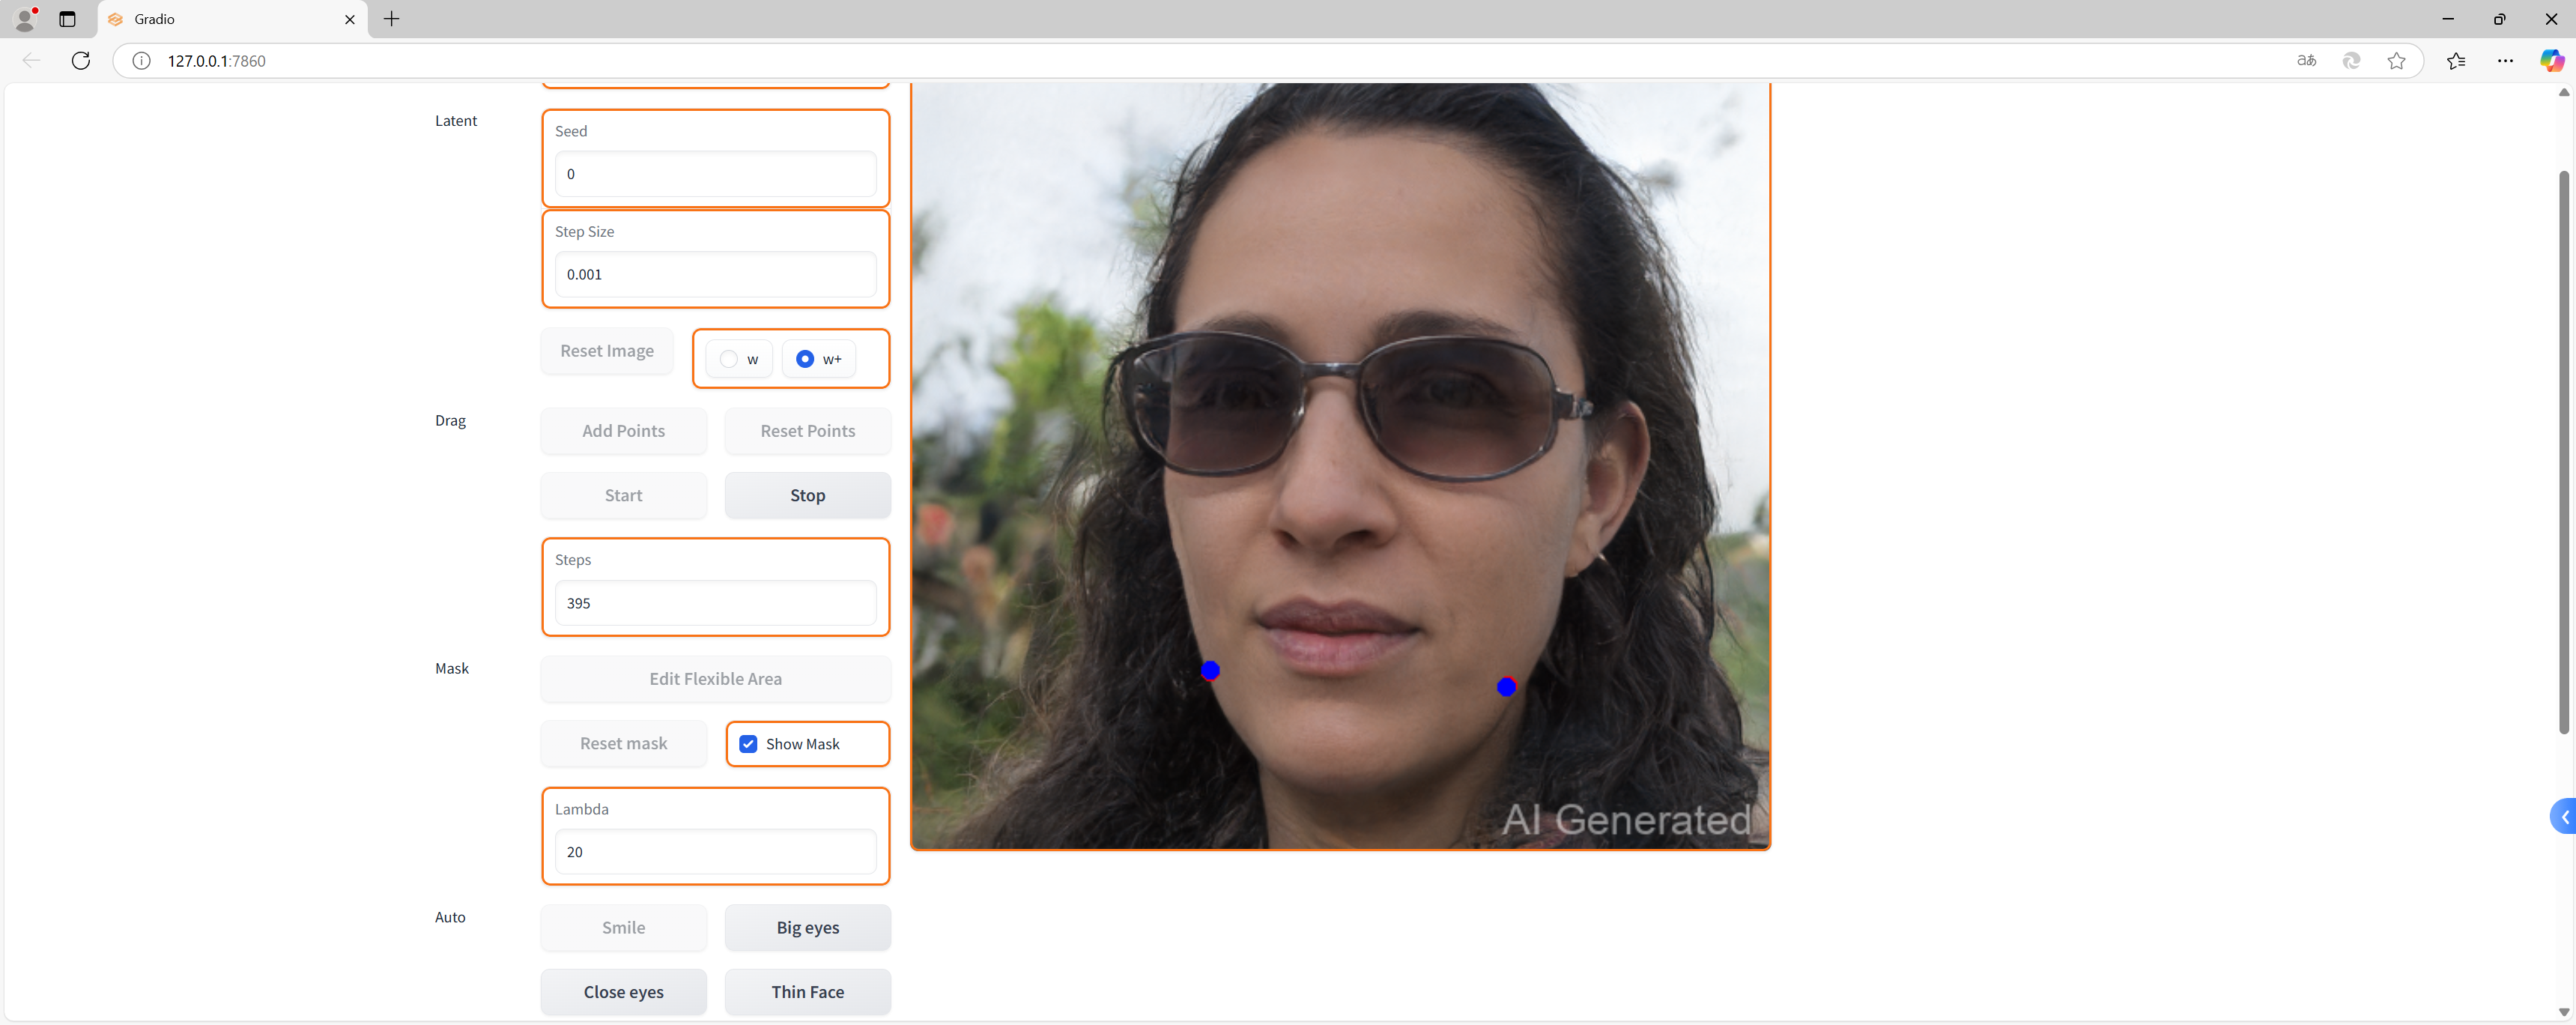 Gradio
127.0.0.1:7860
aあ
Latent
Seed
0
Step Size
0.001
Reset Image
w
w+
Drag
Add Points
Reset Points
Start
Stop
Steps
395
Mask
Edit Flexible Area
Reset mask
Show Mask
Lambda
20
Auto
Smile
Big eyes
Close eyes
Thin Face
AI Generated